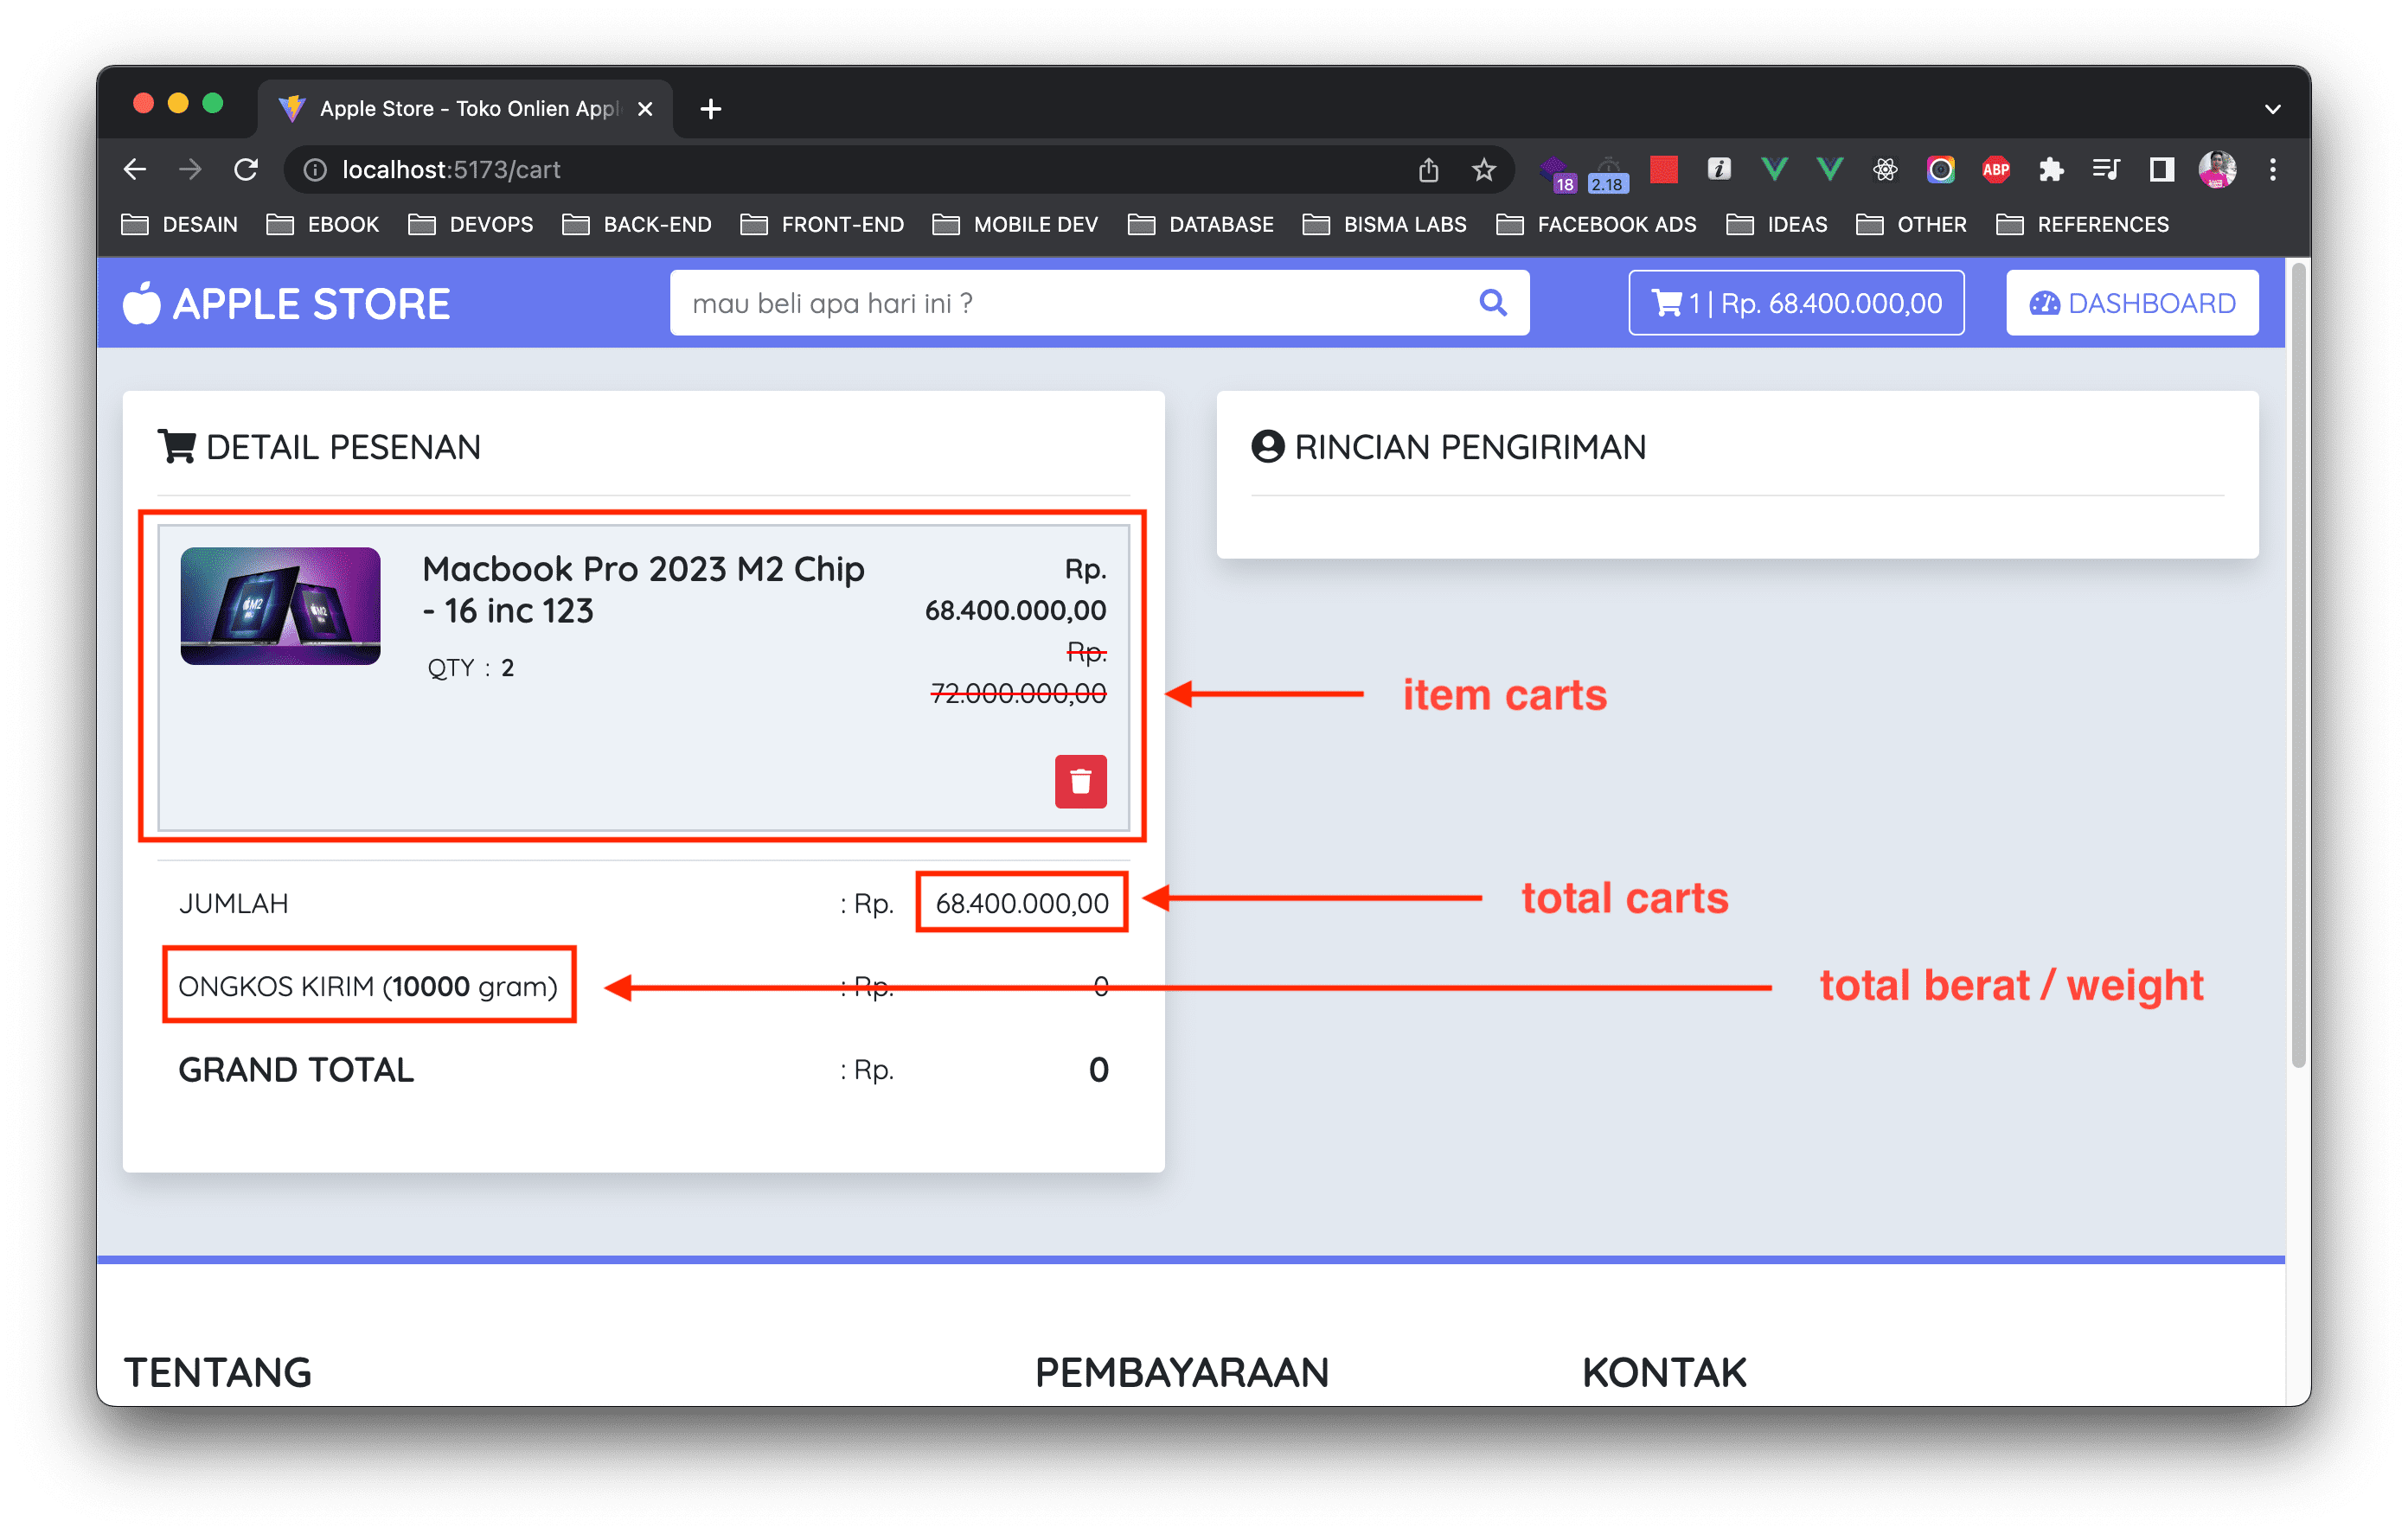 Apple Store - Toko Onlien Appl
localhost:5173/cart
18
2.18
ABP
DESAIN
EBOOK
DEVOPS
BACK-END
FRONT-END
MOBILE DEV
DATABASE
BISMA LABS
FACEBOOK ADS
IDEAS
OTHER
REFERENCES
APPLE STORE
mau beli apa hari ini ?
1 | Rp. 68.400.000,00
DASHBOARD
DETAIL PESENAN
M2
M2
Macbook Pro 2023 M2 Chip
- 16 inc 123
QTY : 2
Rp.
68.400.000,00
Rp.
72.000.000,00
item carts
JUMLAH : Rp. 68.400.000,00
total carts
ONGKOS KIRIM (10000 gram) : Rp. 0
total berat / weight
GRAND TOTAL : Rp. 0
RINCIAN PENGIRIMAN
TENTANG
PEMBAYARAAN
KONTAK